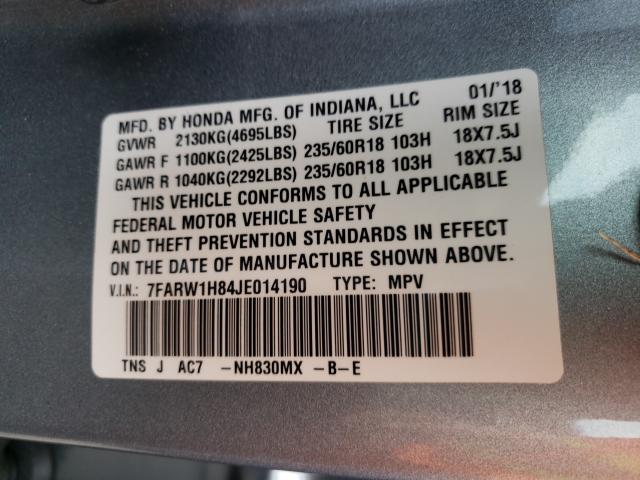 MFD. BY HONDA MFG. OF INDIANA, LLC 01/'18
GVWR 2130KG(4695LBS) TIRE SIZE RIM SIZE
GAWR F 1100KG(2425LBS) 235/60R18 103H 18X7.5J
GAWR R 1040KG(2292LBS) 235/60R18 103H 18X7.5J
THIS VEHICLE CONFORMS TO ALL APPLICABLE
FEDERAL MOTOR VEHICLE SAFETY
AND THEFT PREVENTION STANDARDS IN EFFECT
ON THE DATE OF MANUFACTURE SHOWN ABOVE.
V.I.N.: 7FARW1H84JE014190 TYPE: MPV
TNS J AC7 -NH830MX -B-E